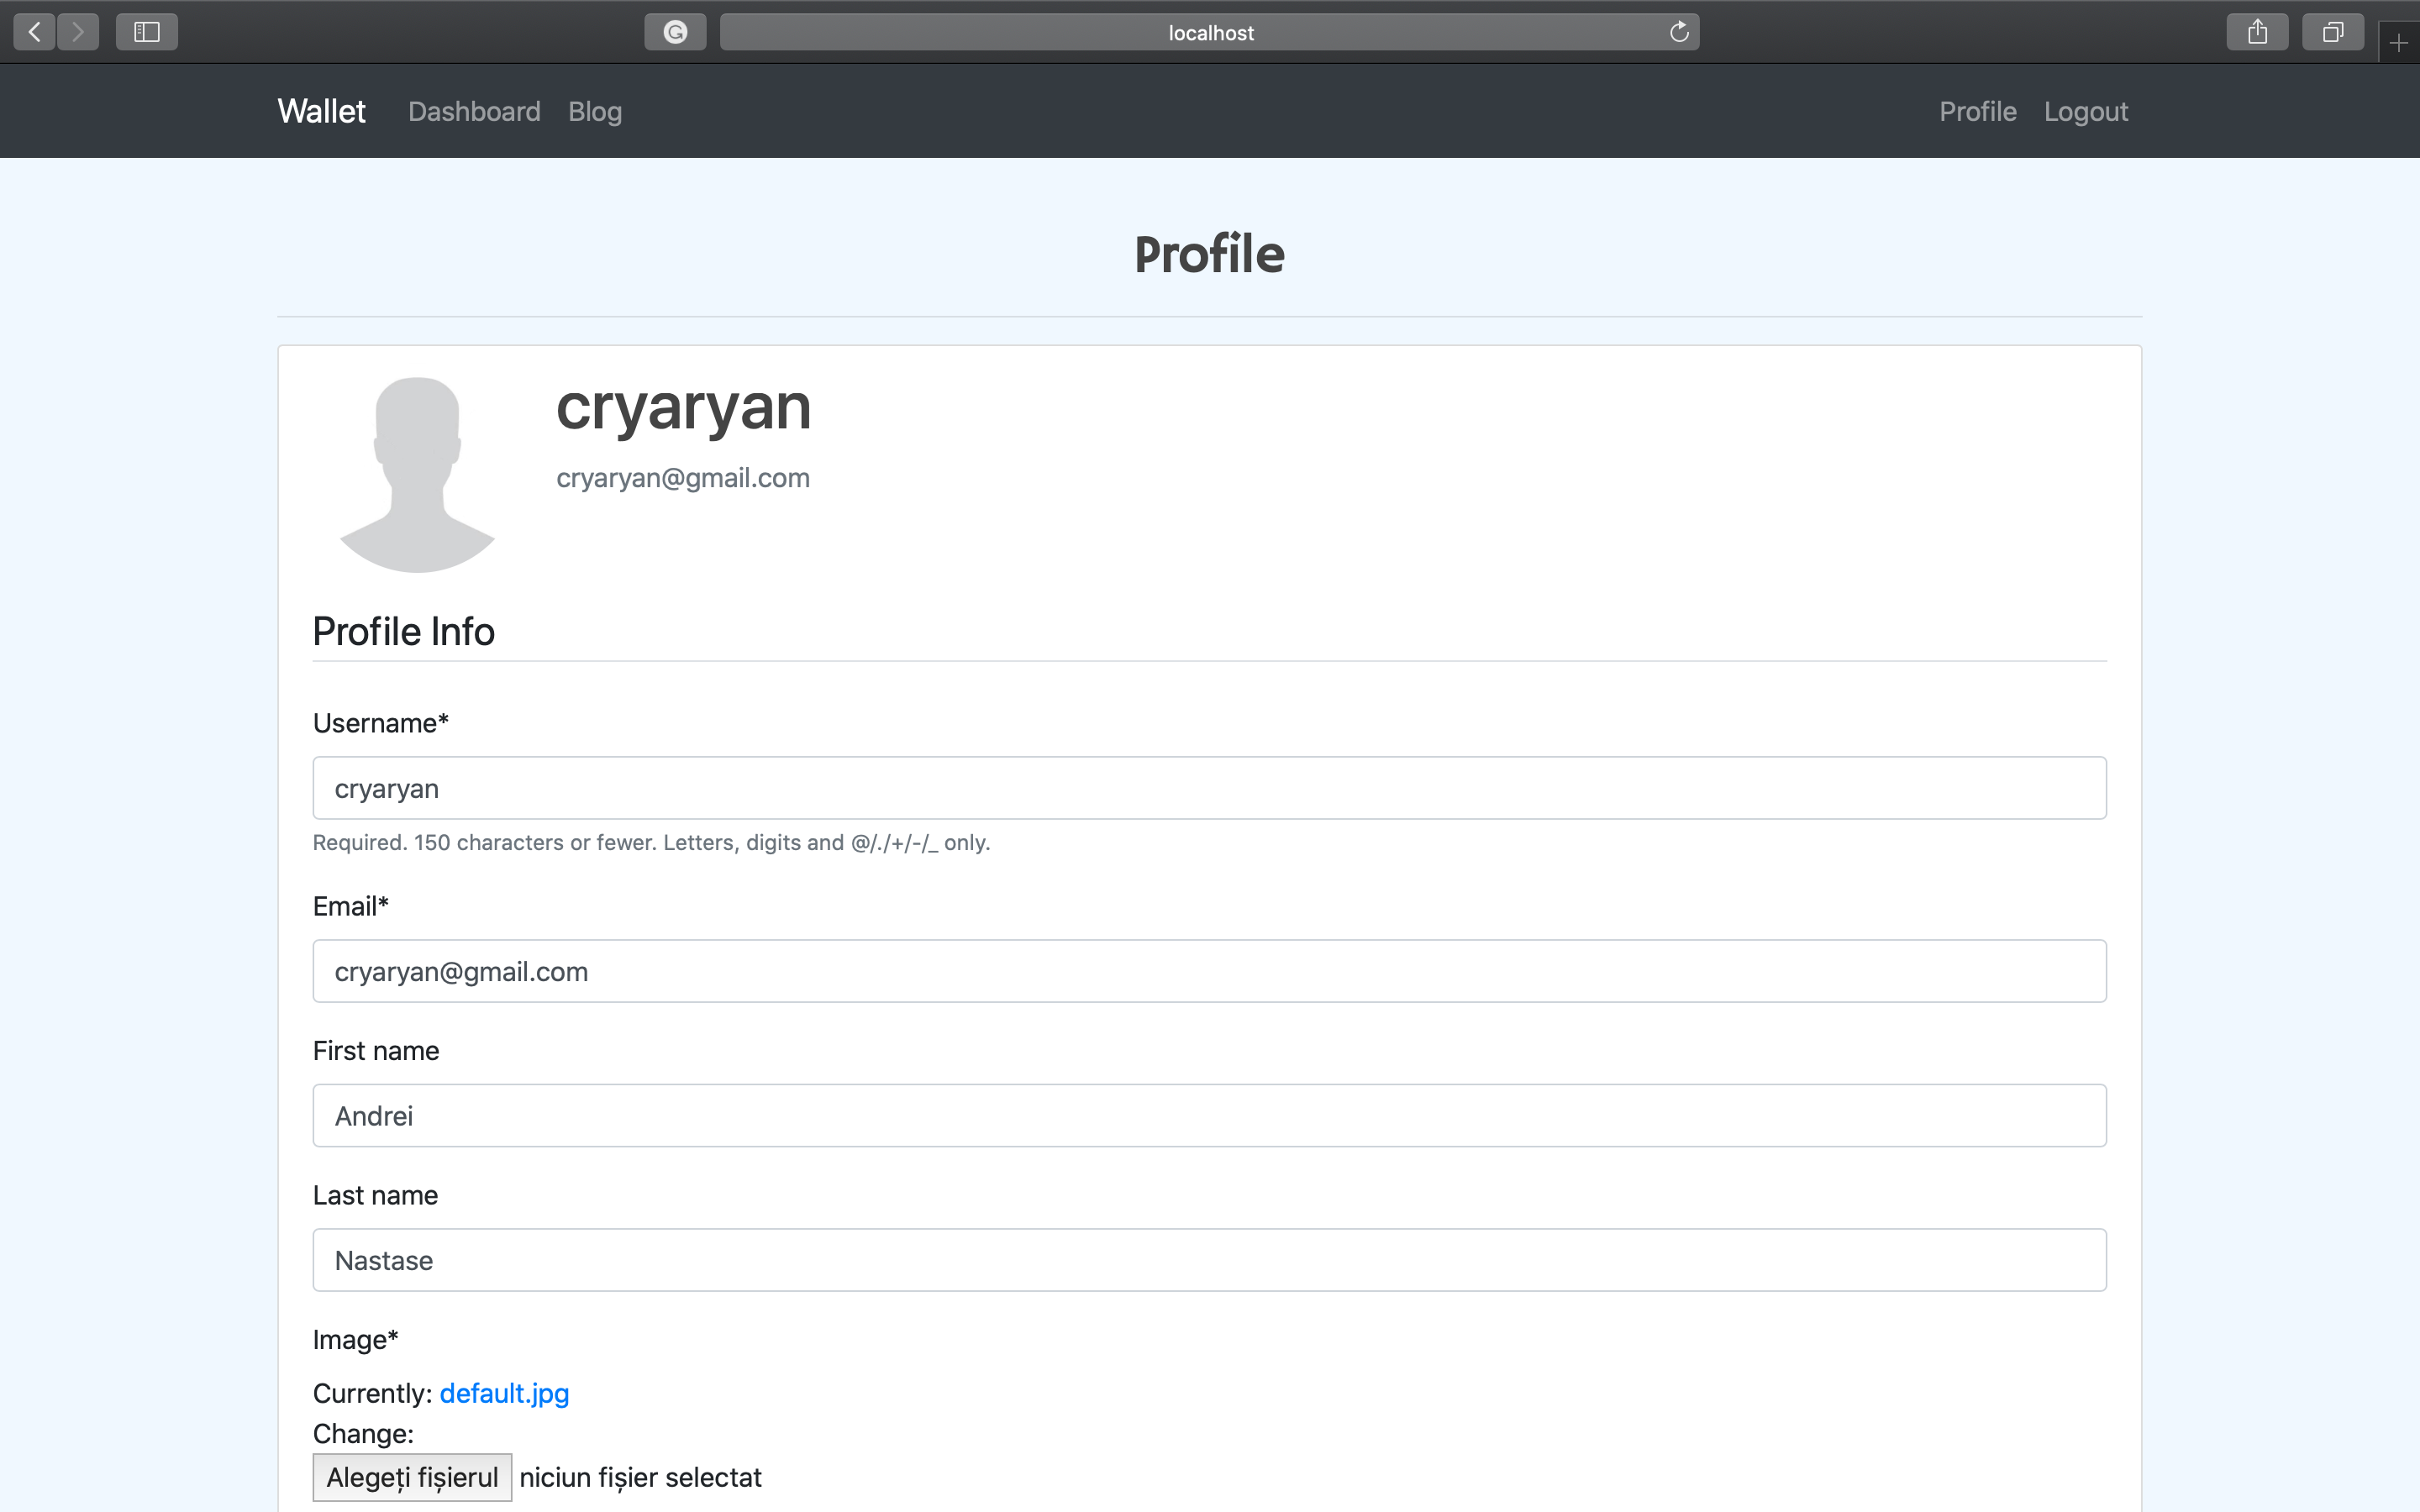 localhost
Wallet Dashboard Blog Profile Logout
Profile
cryaryan
cryaryan@gmail.com
Profile Info
Username*
cryaryan
Required. 150 characters or fewer. Letters, digits and @/./+/-/_ only.
Email*
cryaryan@gmail.com
First name
Andrei
Last name
Nastase
Image*
Currently: default.jpg
Change:
Alegeți fișierul niciun fișier selectat